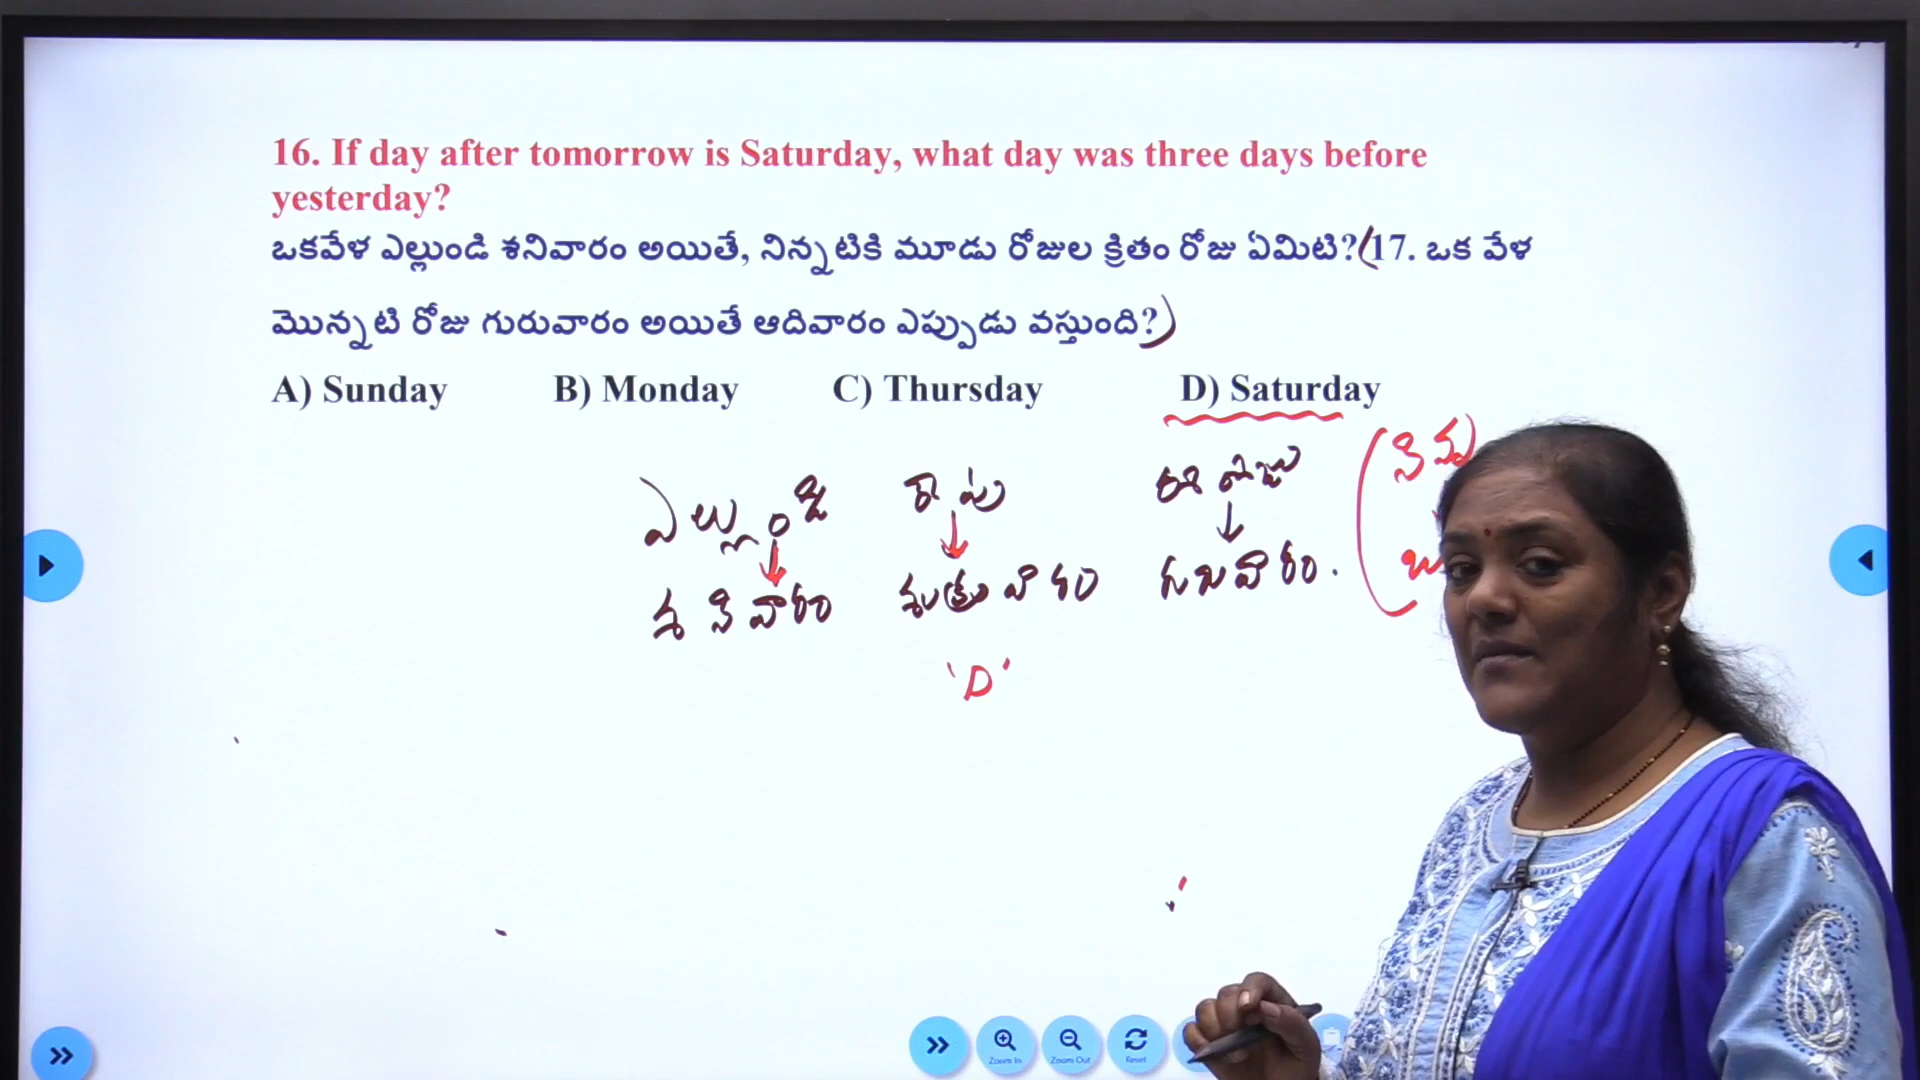 16. If day after tomorrow is Saturday, what day was three days before
yesterday?
ఒకవేళ ఎల్లుండి శనివారం అయితే, నిన్నటికి మూడు రోజుల క్రితం రోజు ఏమిటి?(17. ఒక వేళ
మొన్నటి రోజు గురువారం అయితే ఆదివారం ఎప్పుడు వస్తుంది?)
A) Sunday B) Monday C) Thursday D) Saturday
ఎల్లుండి రేపు ఈ రోజు నిన్న
శనివారం శుక్రవారం గురువారం.
'D'
Zoom In Zoom Out Reset